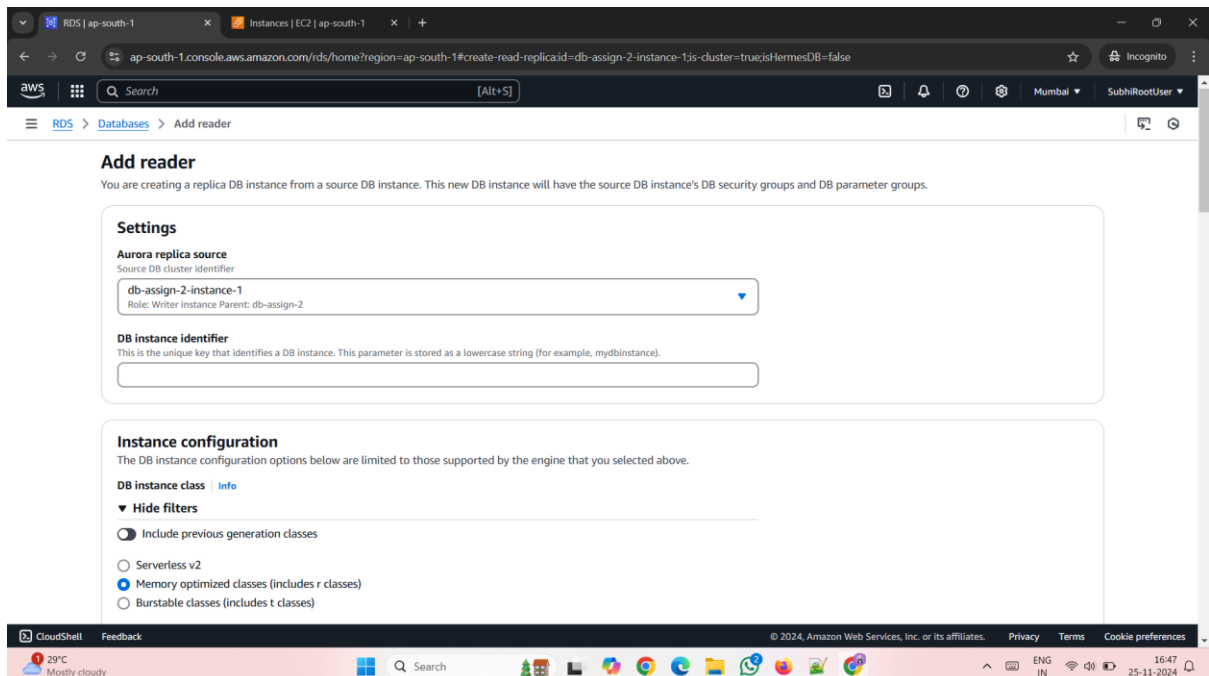 RDS | ap-south-1
Instances | EC2 | ap-south-1
ap-south-1.console.aws.amazon.com/rds/home?region=ap-south-1#create-read-replica:id=db-assign-2-instance-1;is-cluster=true;isHermesDB=false
Incognito
aws
Search
[Alt+S]
Mumbai
SubhiRootUser
RDS > Databases > Add reader
Add reader
You are creating a replica DB instance from a source DB instance. This new DB instance will have the source DB instance's DB security groups and DB parameter groups.
Settings
Aurora replica source
Source DB cluster identifier
db-assign-2-instance-1
Role: Writer instance Parent: db-assign-2
DB instance identifier
This is the unique key that identifies a DB instance. This parameter is stored as a lowercase string (for example, mydbinstance).
Instance configuration
The DB instance configuration options below are limited to those supported by the engine that you selected above.
DB instance class Info
Hide filters
Include previous generation classes
Serverless v2
Memory optimized classes (includes r classes)
Burstable classes (includes t classes)
CloudShell Feedback © 2024, Amazon Web Services, Inc. or its affiliates. Privacy Terms Cookie preferences
1
29°C
Mostly cloudy
Search
2
ENG
IN
16:47
25-11-2024